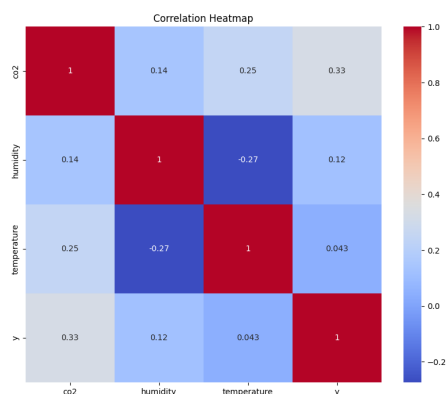 Correlation Heatmap
co2 1 0.14 0.25 0.33
humidity 0.14 1 -0.27 0.12
temperature 0.25 -0.27 1 0.043
y 0.33 0.12 0.043 1
co2 humidity temperature y
1.0
0.8
0.6
0.4
0.2
0.0
-0.2